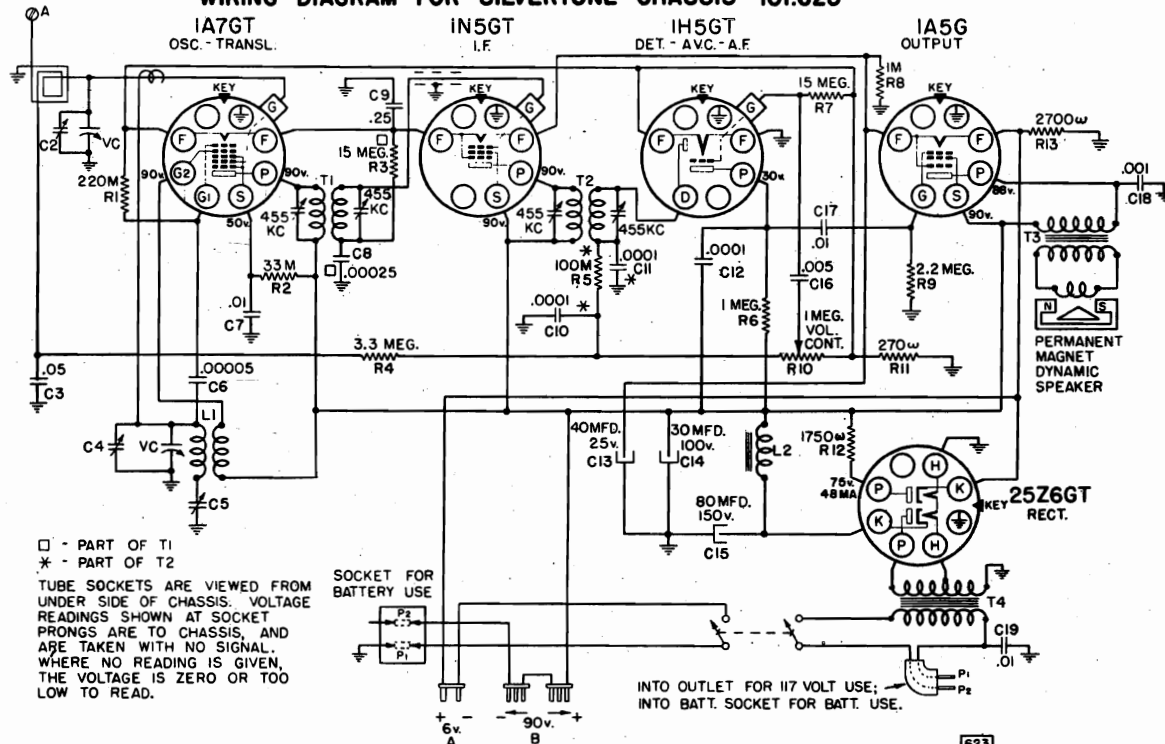 WIRING DIAGRAM FOR SILVERTONE CHASSIS 101.623
A
1A7GT
OSC.-TRANSL.
1N5GT
I.F.
1H5GT
DET.-A.V.C.-A.F.
1A5G
OUTPUT
KEY
G
F
F
G2
P
G1
S
90v.
90v.
50v.
C2
VC
220M
R1
C9
.25
15 MEG.
R3
T1
455
KC
455
KC
C8
.00025
33M
R2
.01
C7
KEY
G
F
F
P
S
90v.
90v.
T2
455
KC
455KC
100M
R5
.0001
C11
.0001
C10
KEY
G
F
F
D
P
30v.
15 MEG.
R7
1M
R8
.0001
C12
C17
.01
.005
C16
1 MEG.
R6
1 MEG.
VOL.
CONT.
R10
KEY
F
F
P
G
S
88v.
90v.
2700ω
R13
.001
C18
T3
2.2 MEG.
R9
270ω
R11
N
S
PERMANENT
MAGNET
DYNAMIC
SPEAKER
3.3 MEG.
R4
.05
C3
.00005
C6
L1
C4
VC
C5
40MFD.
25v.
C13
30MFD.
100v.
C14
L2
80MFD.
150v.
C15
1750ω
R12
75v.
48MA
H
P
K
K
P
H
KEY
25Z6GT
RECT.
T4
C19
.01
□ - PART OF T1
* - PART OF T2
TUBE SOCKETS ARE VIEWED FROM
UNDER SIDE OF CHASSIS. VOLTAGE
READINGS SHOWN AT SOCKET
PRONGS ARE TO CHASSIS, AND
ARE TAKEN WITH NO SIGNAL.
WHERE NO READING IS GIVEN,
THE VOLTAGE IS ZERO OR TOO
LOW TO READ.
SOCKET FOR
BATTERY USE
P2
P1
+ -
6v.
A
- 90v. +
B
INTO OUTLET FOR 117 VOLT USE;
INTO BATT. SOCKET FOR BATT. USE.
P1
P2
623